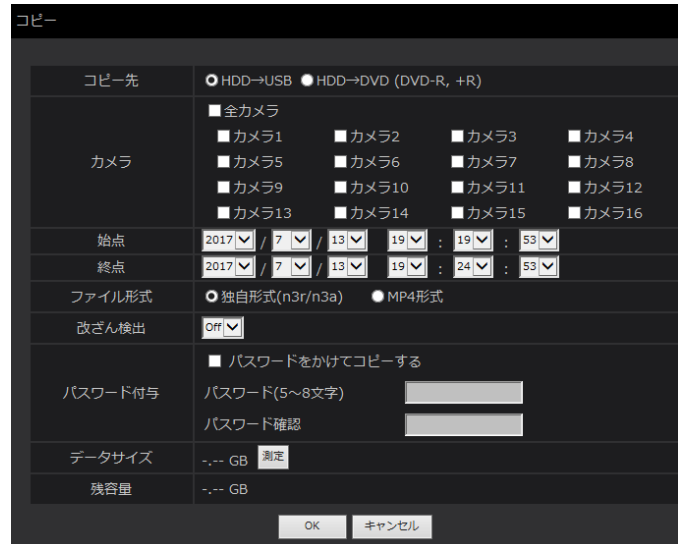 コピー
コピー先 HDD→USB HDD→DVD (DVD-R, +R)
全カメラ
カメラ1 カメラ2 カメラ3 カメラ4
カメラ カメラ5 カメラ6 カメラ7 カメラ8
カメラ9 カメラ10 カメラ11 カメラ12
カメラ13 カメラ14 カメラ15 カメラ16
始点 2017 / 7 / 13 19 : 19 : 53
終点 2017 / 7 / 13 19 : 24 : 53
ファイル形式 独自形式(n3r/n3a) MP4形式
改ざん検出 Off
パスワードをかけてコピーする
パスワード付与 パスワード(5～8文字)
パスワード確認
データサイズ -.-- GB 測定
残容量 -.-- GB
OK キャンセル